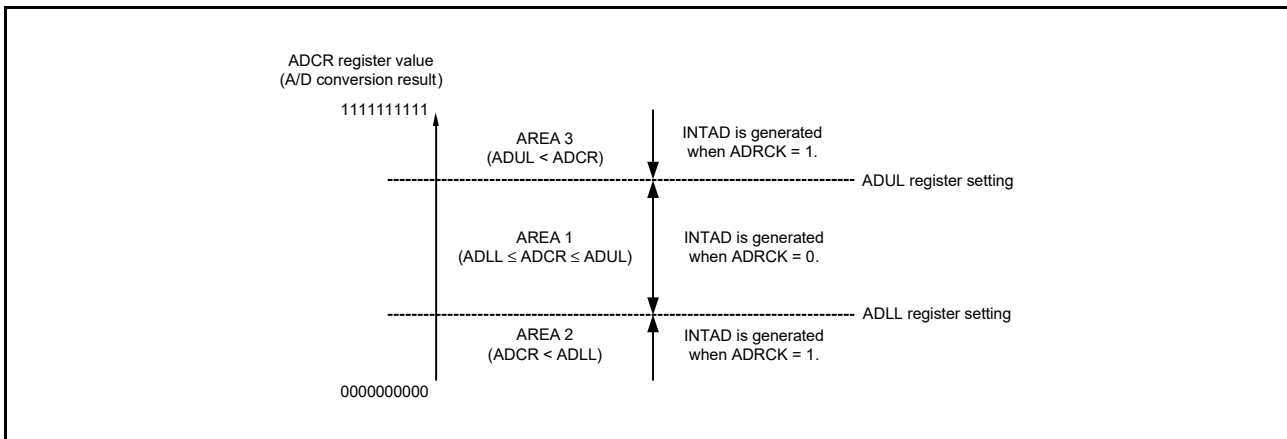 ADCR register value
(A/D conversion result)
1111111111
AREA 3
(ADUL < ADCR)
INTAD is generated
when ADRCK = 1.
ADUL register setting
AREA 1
(ADLL ≤ ADCR ≤ ADUL)
INTAD is generated
when ADRCK = 0.
ADLL register setting
AREA 2
(ADCR < ADLL)
INTAD is generated
when ADRCK = 1.
0000000000